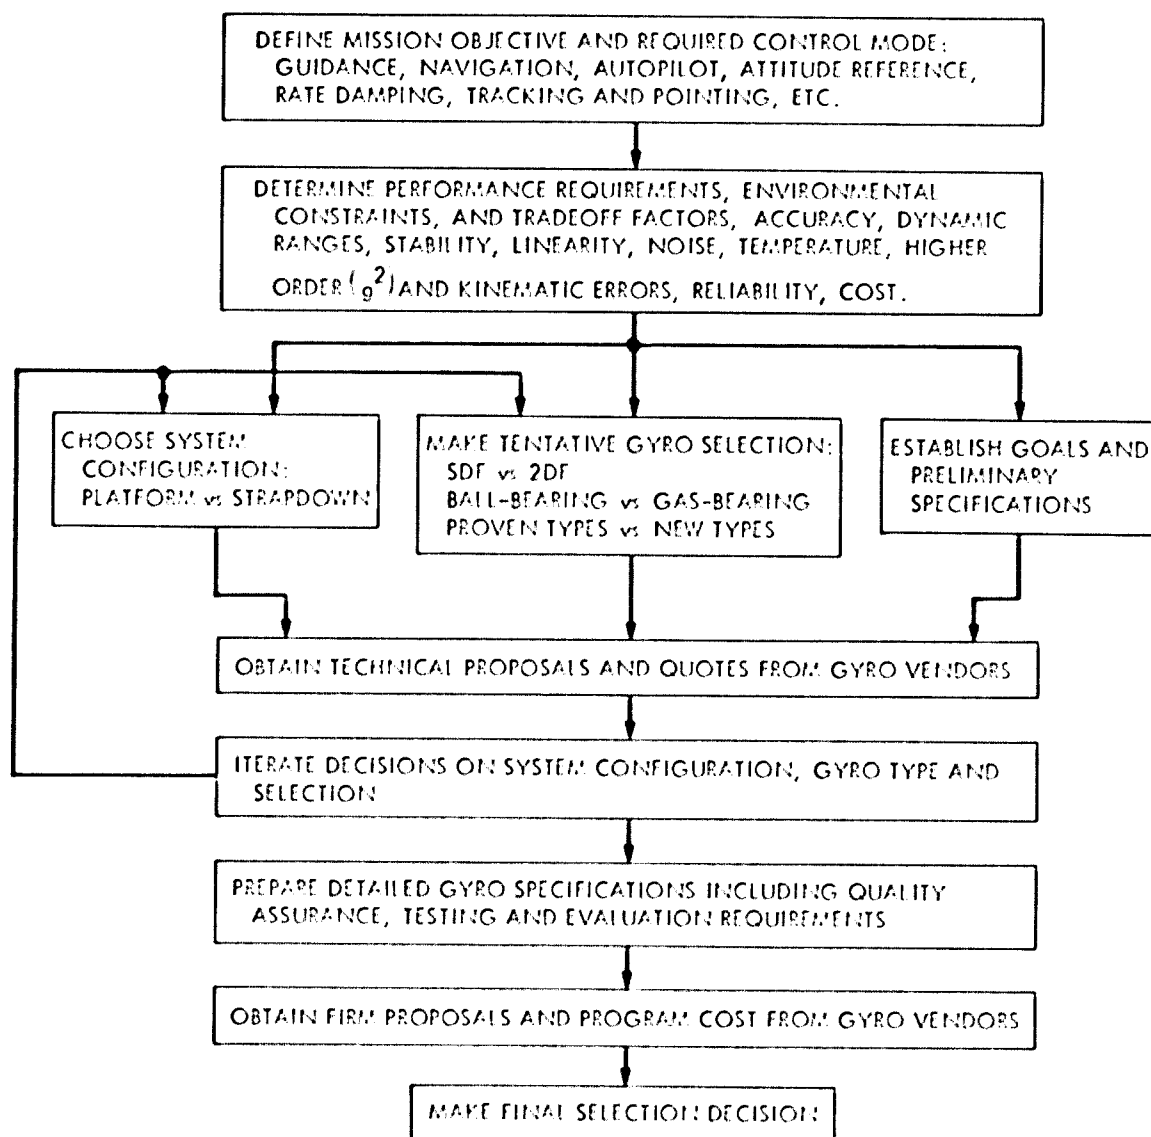 DEFINE MISSION OBJECTIVE AND REQUIRED CONTROL MODE:
GUIDANCE, NAVIGATION, AUTOPILOT, ATTITUDE REFERENCE,
RATE DAMPING, TRACKING AND POINTING, ETC.
DETERMINE PERFORMANCE REQUIREMENTS, ENVIRONMENTAL
CONSTRAINTS, AND TRADEOFF FACTORS, ACCURACY, DYNAMIC
RANGES, STABILITY, LINEARITY, NOISE, TEMPERATURE, HIGHER
ORDER (g²) AND KINEMATIC ERRORS, RELIABILITY, COST.
CHOOSE SYSTEM
CONFIGURATION:
PLATFORM vs STRAPDOWN
MAKE TENTATIVE GYRO SELECTION:
SDF vs 2DF
BALL-BEARING vs GAS-BEARING
PROVEN TYPES vs NEW TYPES
ESTABLISH GOALS AND
PRELIMINARY
SPECIFICATIONS
OBTAIN TECHNICAL PROPOSALS AND QUOTES FROM GYRO VENDORS
ITERATE DECISIONS ON SYSTEM CONFIGURATION, GYRO TYPE AND
SELECTION
PREPARE DETAILED GYRO SPECIFICATIONS INCLUDING QUALITY
ASSURANCE, TESTING AND EVALUATION REQUIREMENTS
OBTAIN FIRM PROPOSALS AND PROGRAM COST FROM GYRO VENDORS
MAKE FINAL SELECTION DECISION